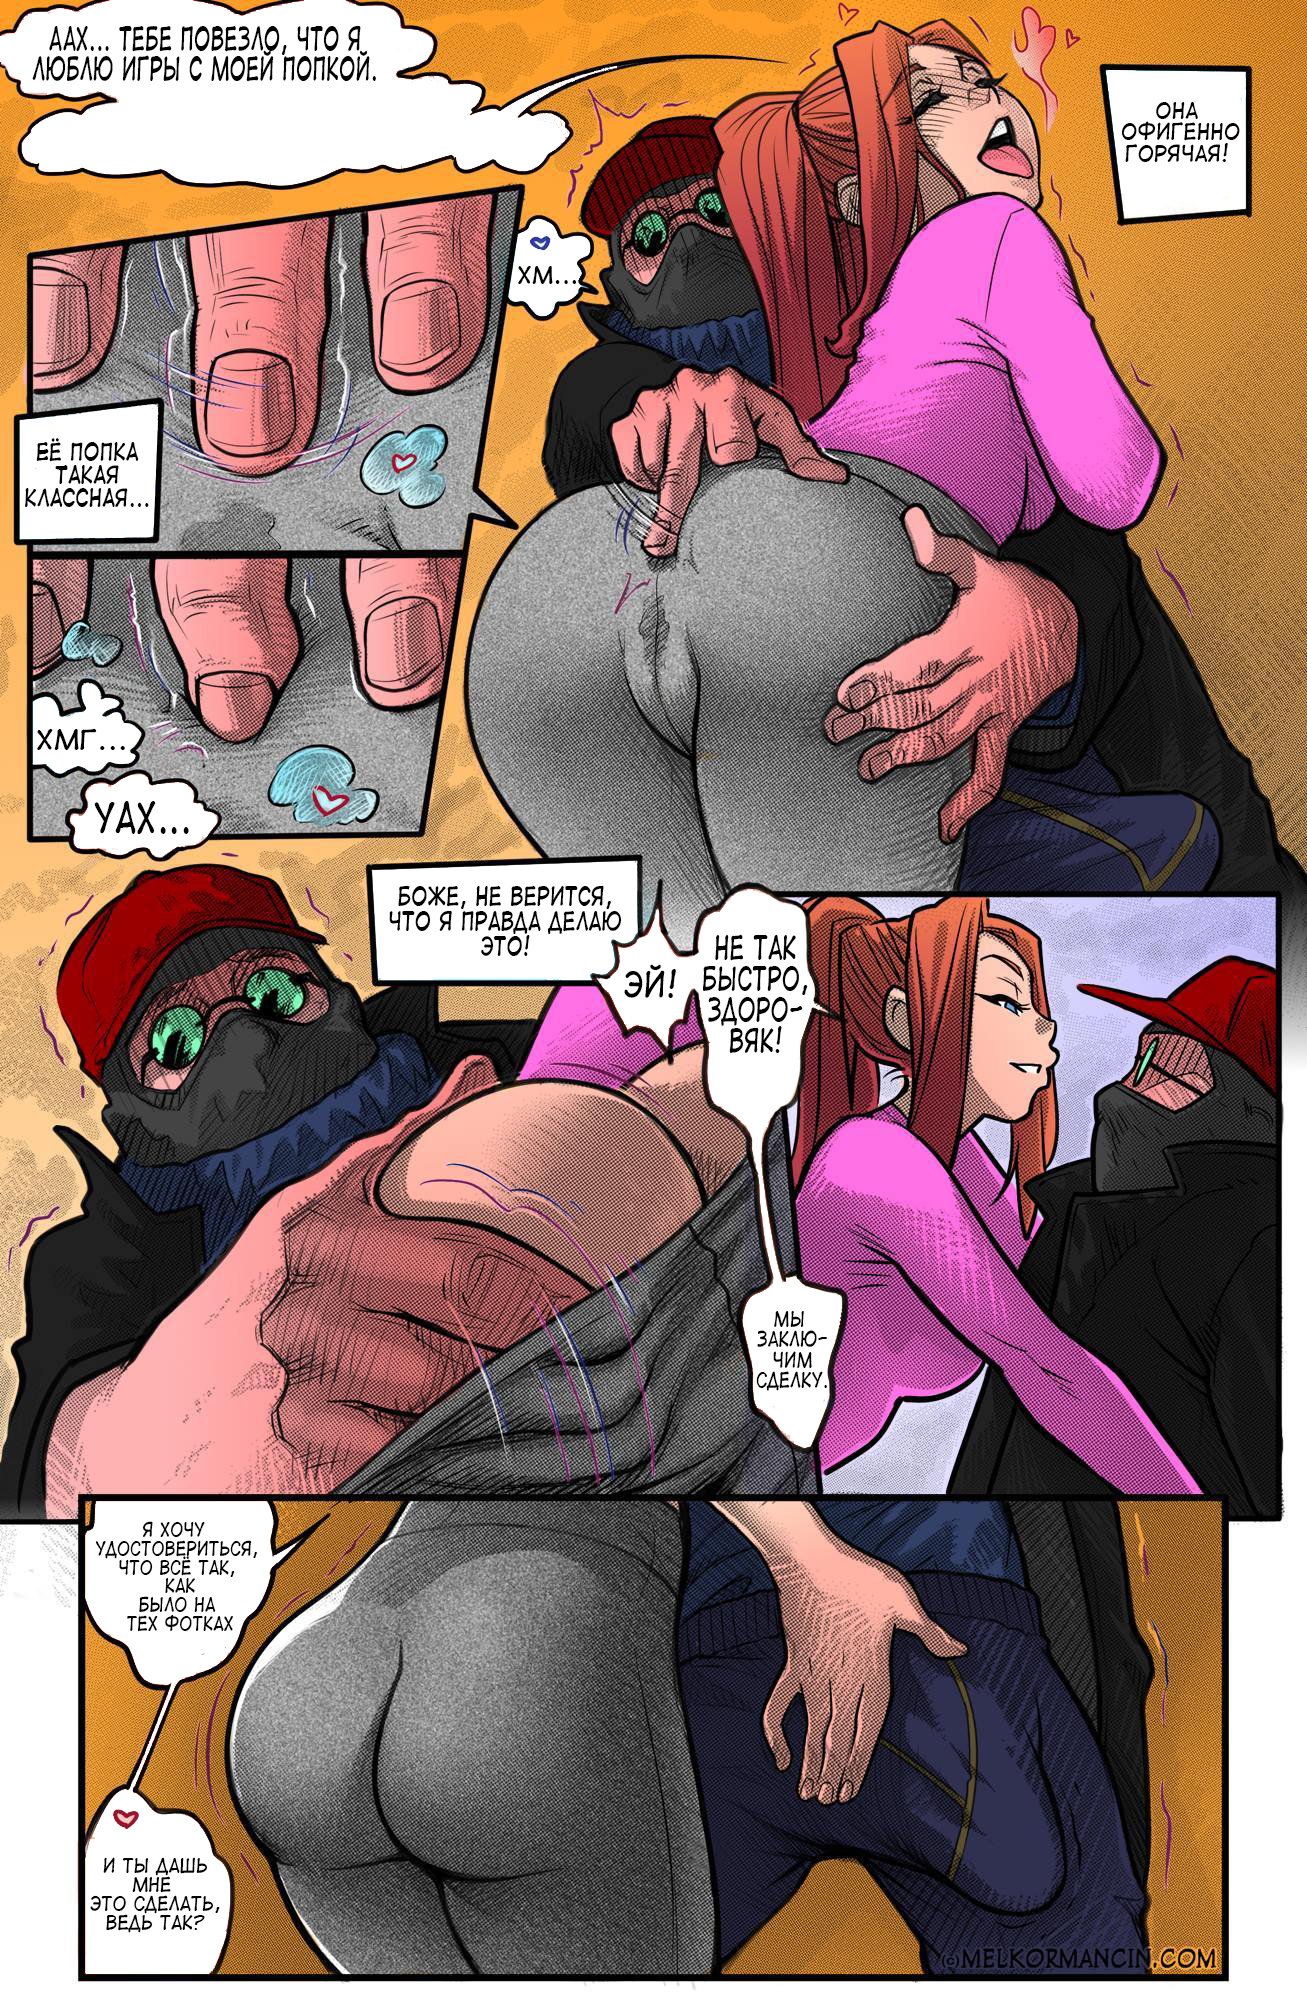 ААХ... ТЕБЕ ПОВЕЗЛО, ЧТО Я
ЛЮБЛЮ ИГРЫ С МОЕЙ ПОПКОЙ.
ОНА
ОФИГЕННО
ГОРЯЧАЯ!
ХМ...
ЕЁ ПОПКА
ТАКАЯ
КЛАССНАЯ...
ХМГ...
УАХ...
БОЖЕ, НЕ ВЕРИТСЯ,
ЧТО Я ПРАВДА ДЕЛАЮ
ЭТО!
ЭЙ!
НЕ ТАК
БЫСТРО,
ЗДОРО-
ВЯК!
МЫ
ЗАКЛЮ-
ЧИМ
СДЕЛКУ.
Я ХОЧУ
УДОСТОВЕРИТЬСЯ,
ЧТО ВСЁ ТАК,
КАК
БЫЛО НА
ТЕХ ФОТКАХ
И ТЫ ДАШЬ
МНЕ
ЭТО СДЕЛАТЬ,
ВЕДЬ ТАК?
©MELKORMANCIN.COM